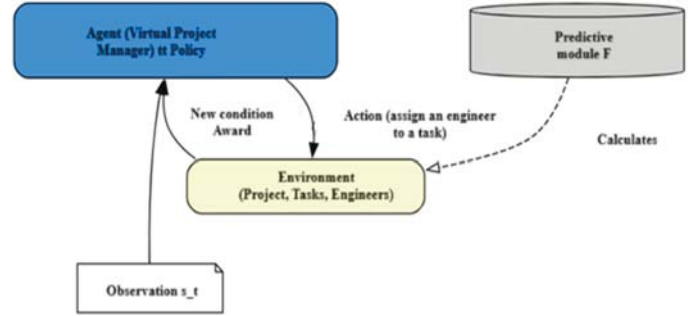 Agent (Virtual Project
Manager) tt Policy
Predictive
module F
New condition
Award
Action (assign an engineer
to a task)
Calculates
Environment
(Project, Tasks, Engineers)
Observation s_t